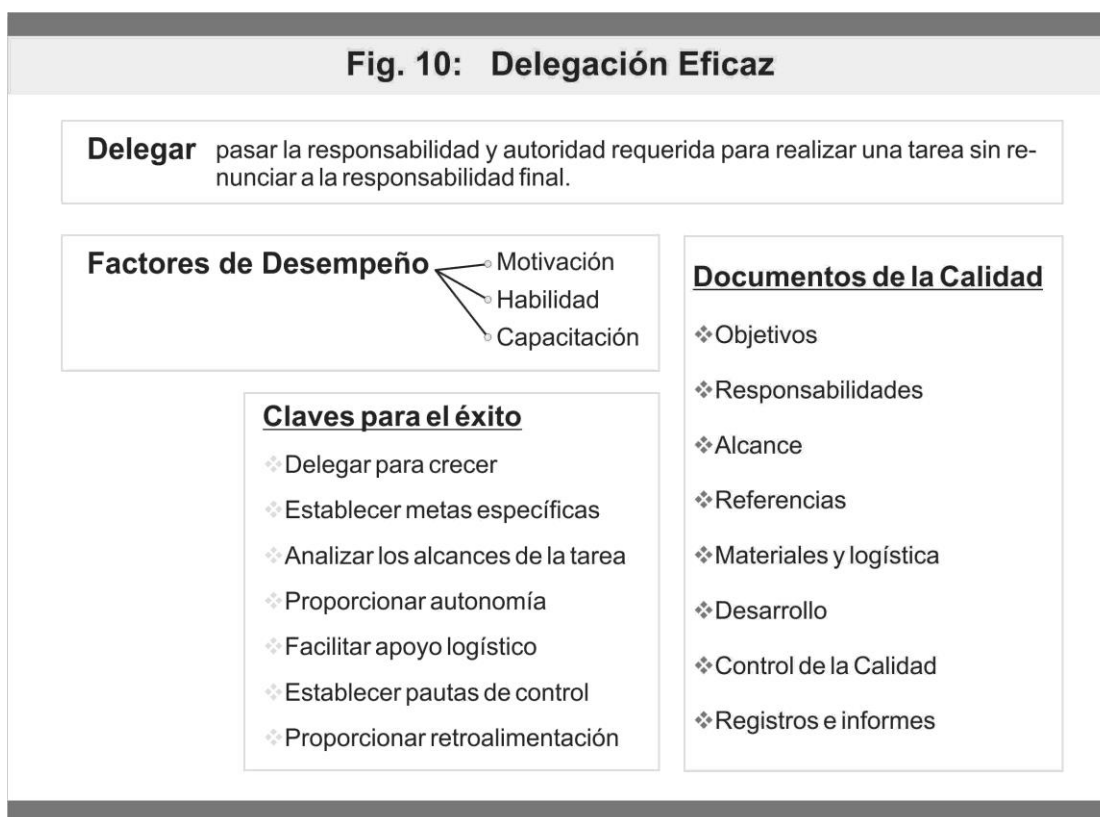 Fig. 10: Delegación Eficaz
Delegar pasar la responsabilidad y autoridad requerida para realizar una tarea sin re-
nunciar a la responsabilidad final.
Factores de Desempeño
Motivación
Habilidad
Capacitación
Claves para el éxito
Delegar para crecer
Establecer metas específicas
Analizar los alcances de la tarea
Proporcionar autonomía
Facilitar apoyo logístico
Establecer pautas de control
Proporcionar retroalimentación
Documentos de la Calidad
Objetivos
Responsabilidades
Alcance
Referencias
Materiales y logística
Desarrollo
Control de la Calidad
Registros e informes